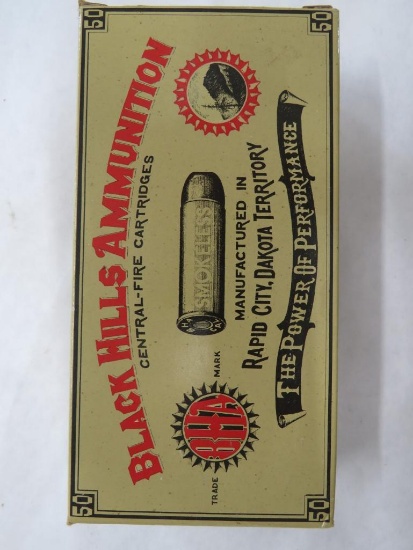 50
50
BLACK HILLS AMMUNITION
CENTRAL-FIRE CARTRIDGES
SMOKELESS
TRADE
BHA
MARK
MANUFACTURED IN
RAPID CITY, DAKOTA TERRITORY
THE POWER OF PERFORMANCE
50
50